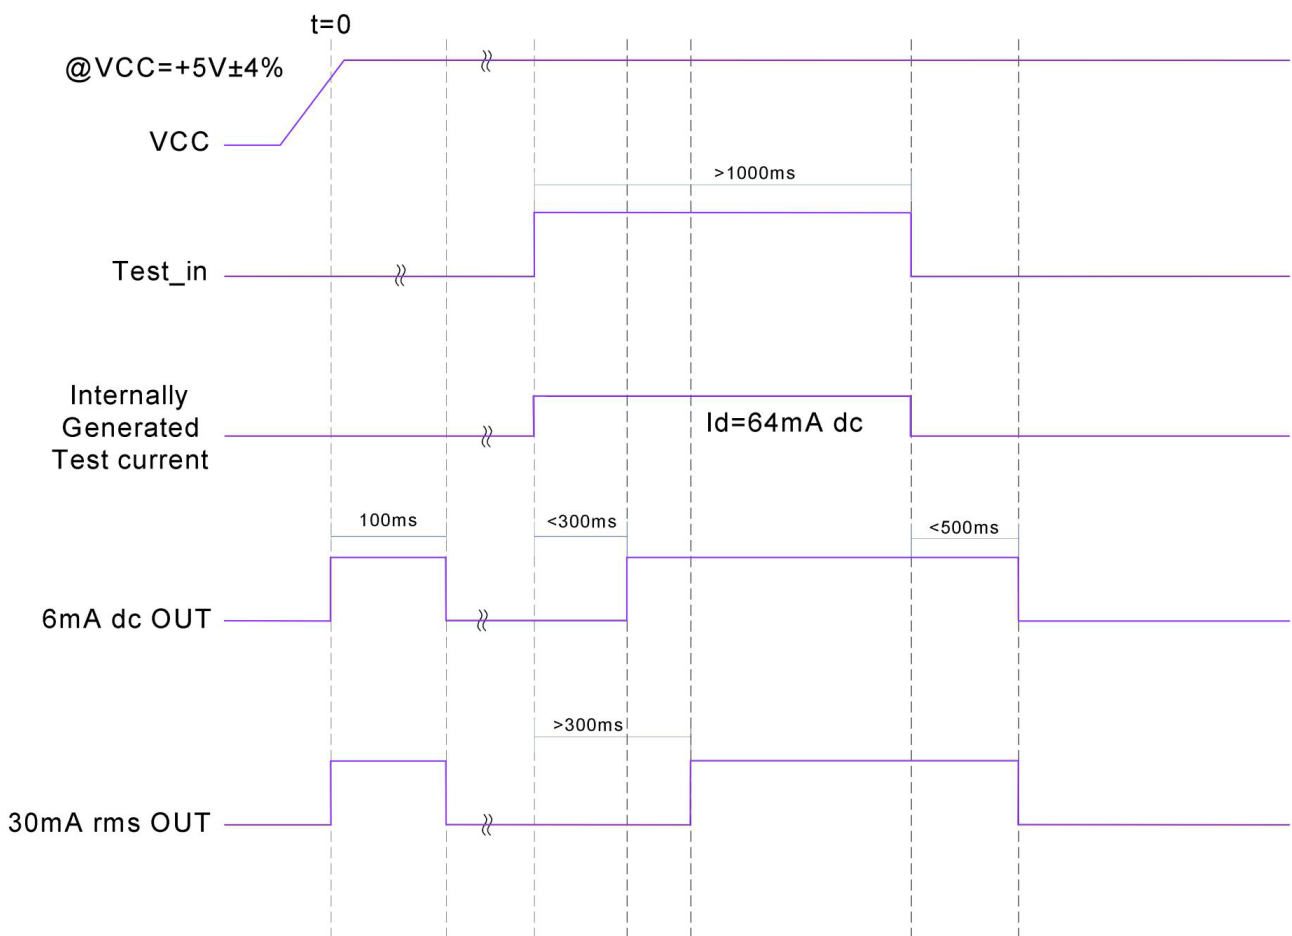 t=0
@VCC=+5V±4%
VCC
>1000ms
Test_in
Internally
Generated
Test current
Id=64mA dc
100ms
<300ms
<500ms
6mA dc OUT
>300ms
30mA rms OUT